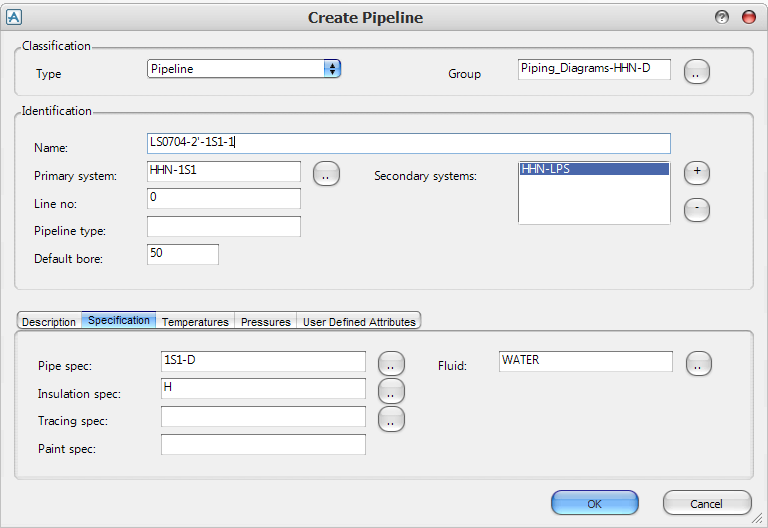 Create Pipeline
Classification
Type Pipeline Group Piping_Diagrams-HHN-D ..
Identification
Name: LS0704-2'-1S1-1
Primary system: HHN-1S1 .. Secondary systems: HHN-LPS +
Line no: 0 -
Pipeline type:
Default bore: 50
Description Specification Temperatures Pressures User Defined Attributes
Pipe spec: 1S1-D .. Fluid: WATER ..
Insulation spec: H ..
Tracing spec: ..
Paint spec:
OK Cancel